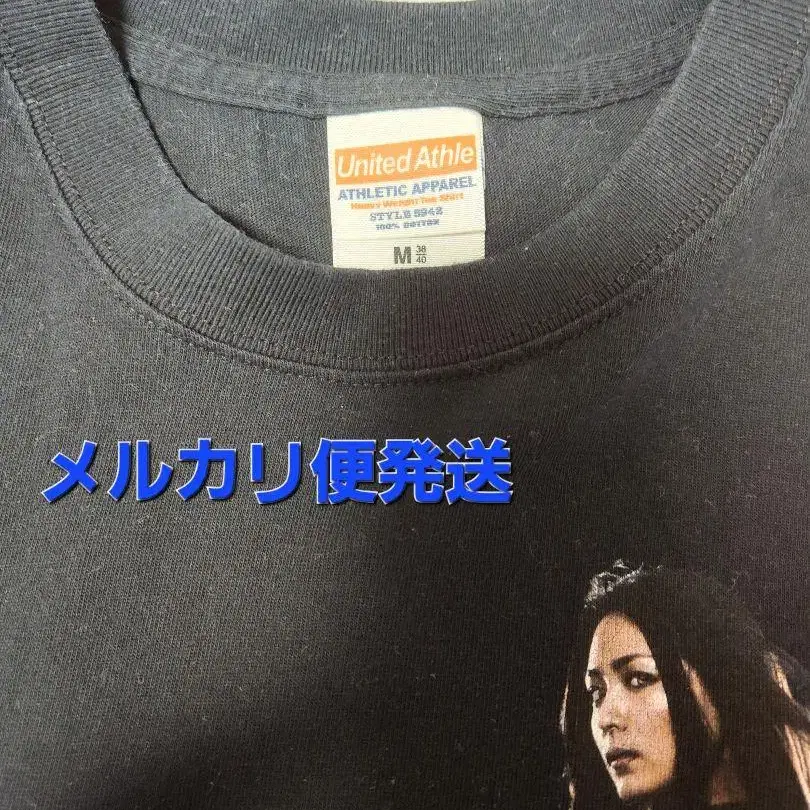 United Athle
ATHLETIC APPAREL
Heavy Weight Tee Shirt
STYLE 5942
100% COTTON
M 38/40
メルカリ便発送